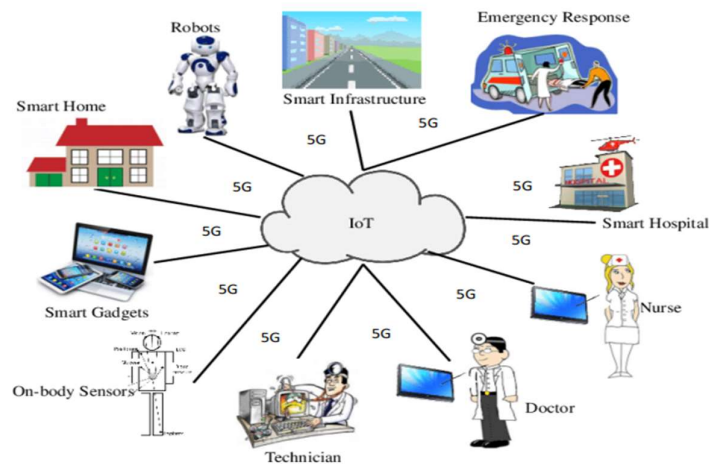 Emergency Response
Robots
Smart Infrastructure
Smart Home
5G
5G
5G
5G
HOSPITAL
IoT
Smart Hospital
5G
5G
5G
5G
Nurse
Smart Gadgets
5G
5G
On-body Sensors
Doctor
Technician